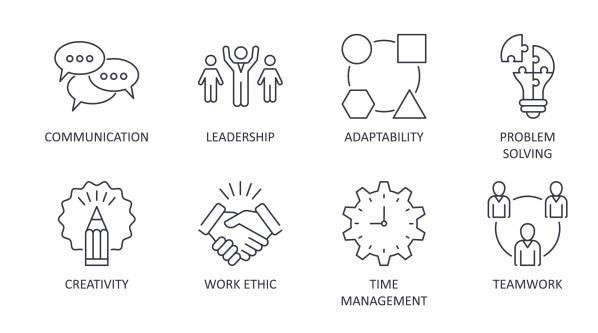 COMMUNICATION
LEADERSHIP
ADAPTABILITY
PROBLEM
SOLVING
CREATIVITY
WORK ETHIC
TIME
MANAGEMENT
TEAMWORK